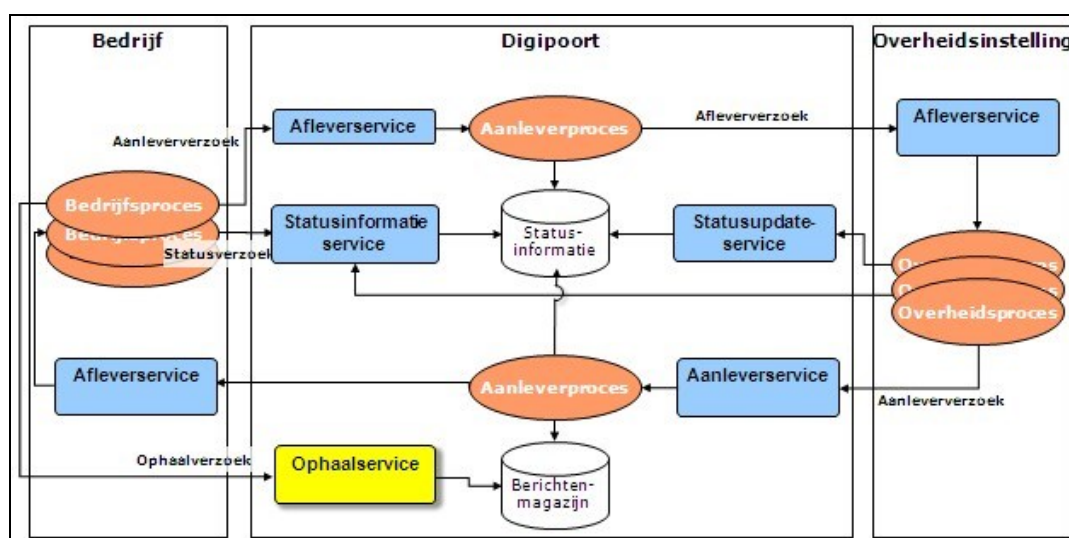 Bedrijf
Digipoort
Overheidsinstelling
Afleverservice
Aanleverproces
Afleververzoek
Afleverservice
Aanleververzoek
Bedrijfsproces
Bedrijfsproces
Statusverzoek
Statusinformatie
service
Status-
informatie
Statusupdate-
service
Overheidsproces
Afleverservice
Aanleverproces
Aanleverservice
Aanleververzoek
Ophaalverzoek
Ophaalservice
Berichten-
magazijn